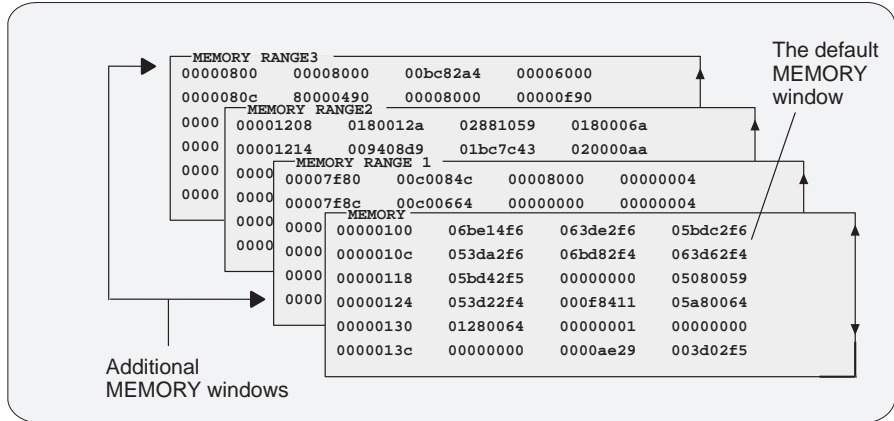 MEMORY RANGE3
00000800 00008000 00bc82a4 00006000
0000080c 80000490 00008000 00000f90
0000
0000
0000
0000
MEMORY RANGE2
00001208 0180012a 02881059 0180006a
00001214 009408d9 01bc7c43 020000aa
0000
0000
0000
0000
MEMORY RANGE 1
00007f80 00c0084c 00008000 00000004
00007f8c 00c00664 00000000 00000004
0000
0000
0000
0000
MEMORY
00000100 06be14f6 063de2f6 05bdc2f6
0000010c 053da2f6 06bd82f4 063d62f4
00000118 05bd42f5 00000000 05080059
00000124 053d22f4 000f8411 05a80064
00000130 01280064 00000001 00000000
0000013c 00000000 0000ae29 003d02f5
The default
MEMORY
window
Additional
MEMORY windows